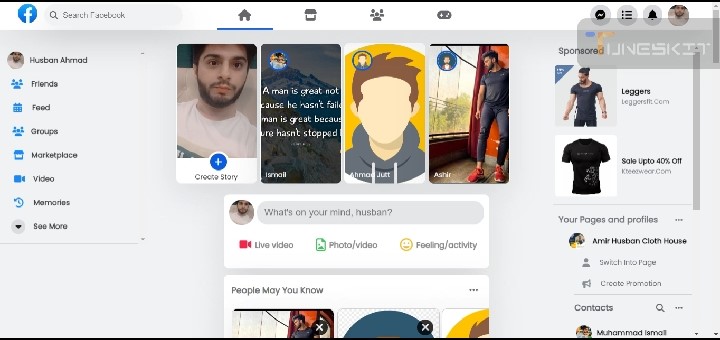 Search Facebook
TUNESKIT
Husban Ahmad
Friends
Feed
Groups
Marketplace
Video
Memories
See More
Create Story
A man is great not
cause he hasn't faile
man is great becaus
ure hasn't stopped
Ismail
Ahmad Jutt
Ashir
What's on your mind, husban?
Live video
Photo/video
Feeling/activity
People May You Know
Sponsored
Leggers
Leggersfit.Com
Sale Upto 40% Off
Kteezwear.Com
Your Pages and profiles
Amir Husban Cloth House
Switch Into Page
Create Promotion
Contacts
Muhammad Ismail